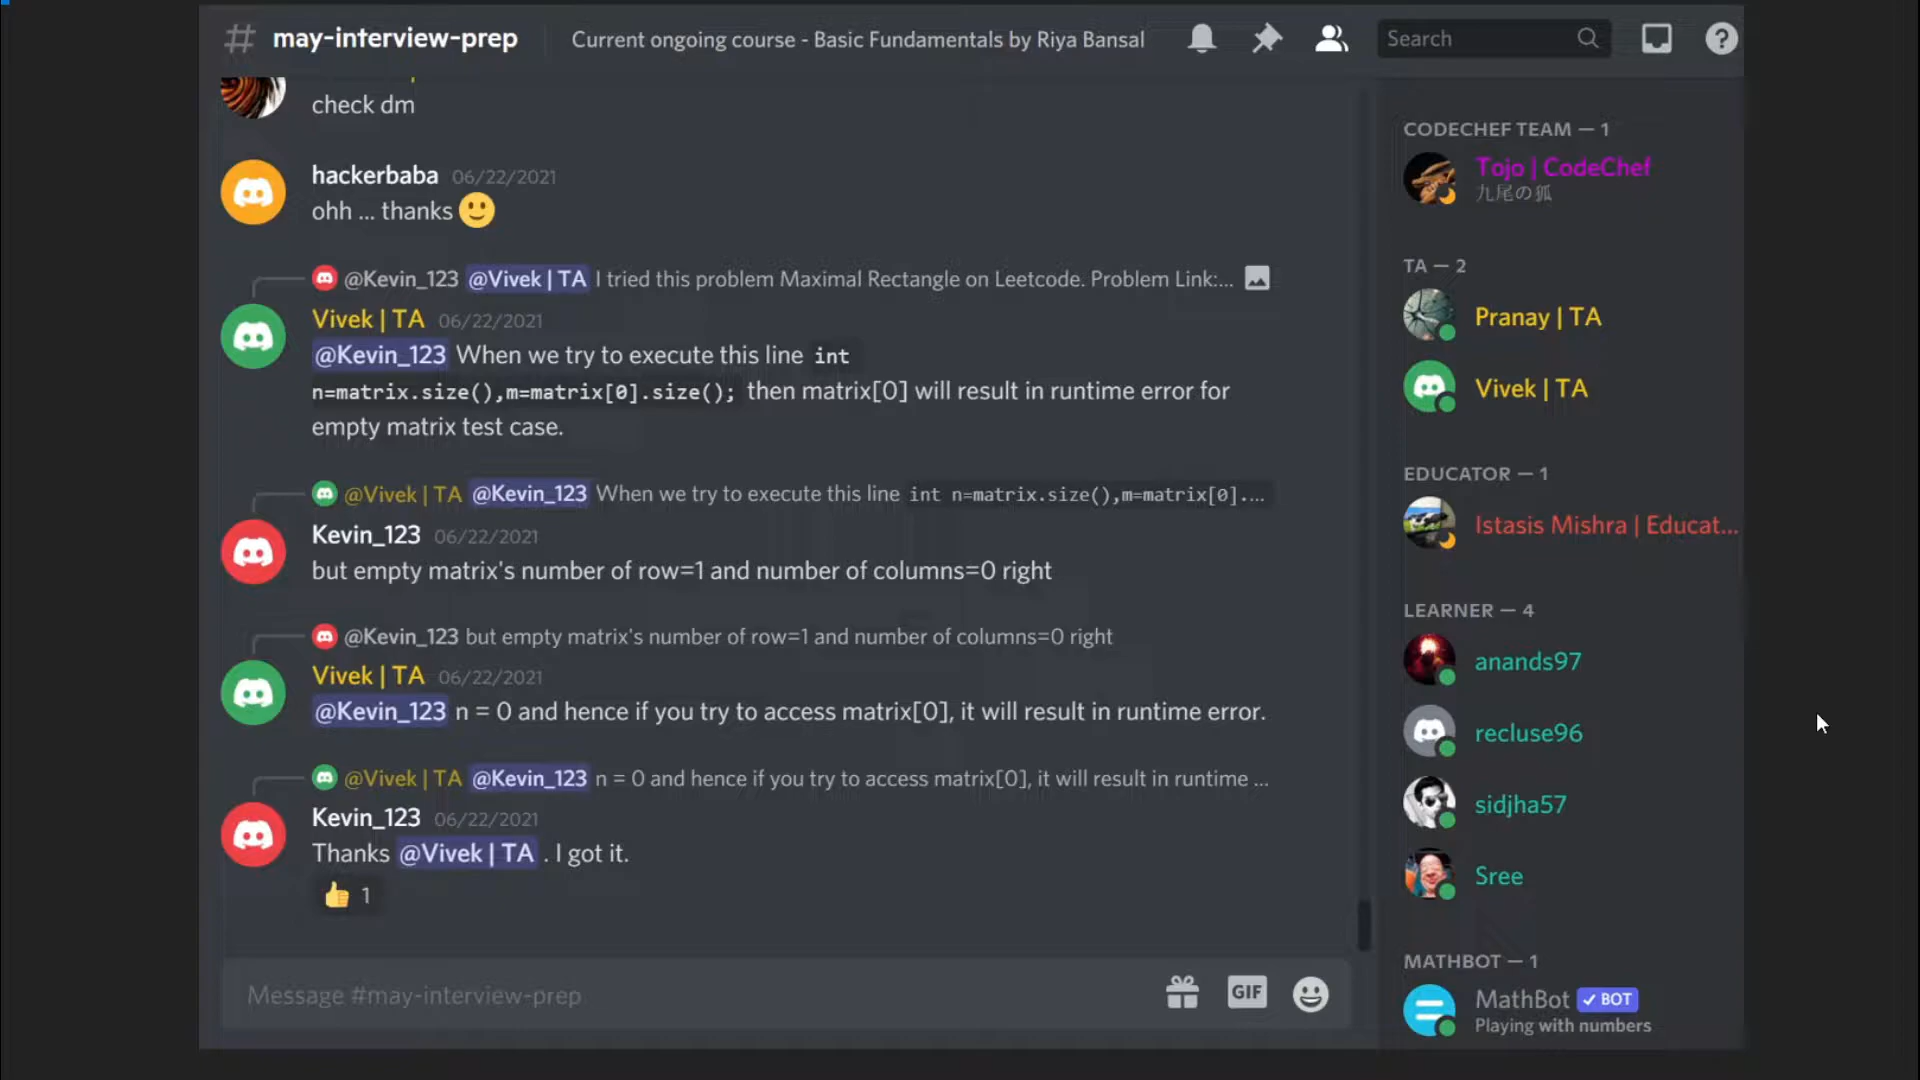 may-interview-prep
Current ongoing course - Basic Fundamentals by Riya Bansal
Search
check dm
hackerbaba 06/22/2021
ohh ... thanks
@Kevin_123 @Vivek | TA I tried this problem Maximal Rectangle on Leetcode. Problem Link:...
Vivek | TA 06/22/2021
@Kevin_123 When we try to execute this line int
n=matrix.size(),m=matrix[0].size(); then matrix[0] will result in runtime error for
empty matrix test case.
@Vivek | TA @Kevin_123 When we try to execute this line int n=matrix.size(),m=matrix[0]....
Kevin_123 06/22/2021
but empty matrix's number of row=1 and number of columns=0 right
@Kevin_123 but empty matrix's number of row=1 and number of columns=0 right
Vivek | TA 06/22/2021
@Kevin_123 n = 0 and hence if you try to access matrix[0], it will result in runtime error.
@Vivek | TA @Kevin_123 n = 0 and hence if you try to access matrix[0], it will result in runtime ...
Kevin_123 06/22/2021
Thanks @Vivek | TA . I got it.
1
Message #may-interview-prep
GIF
CODECHEF TEAM — 1
Tojo | CodeChef
九尾の狐
TA — 2
Pranay | TA
Vivek | TA
EDUCATOR — 1
Istasis Mishra | Educat...
LEARNER — 4
anands97
recluse96
sidjha57
Sree
MATHBOT — 1
MathBot BOT
Playing with numbers